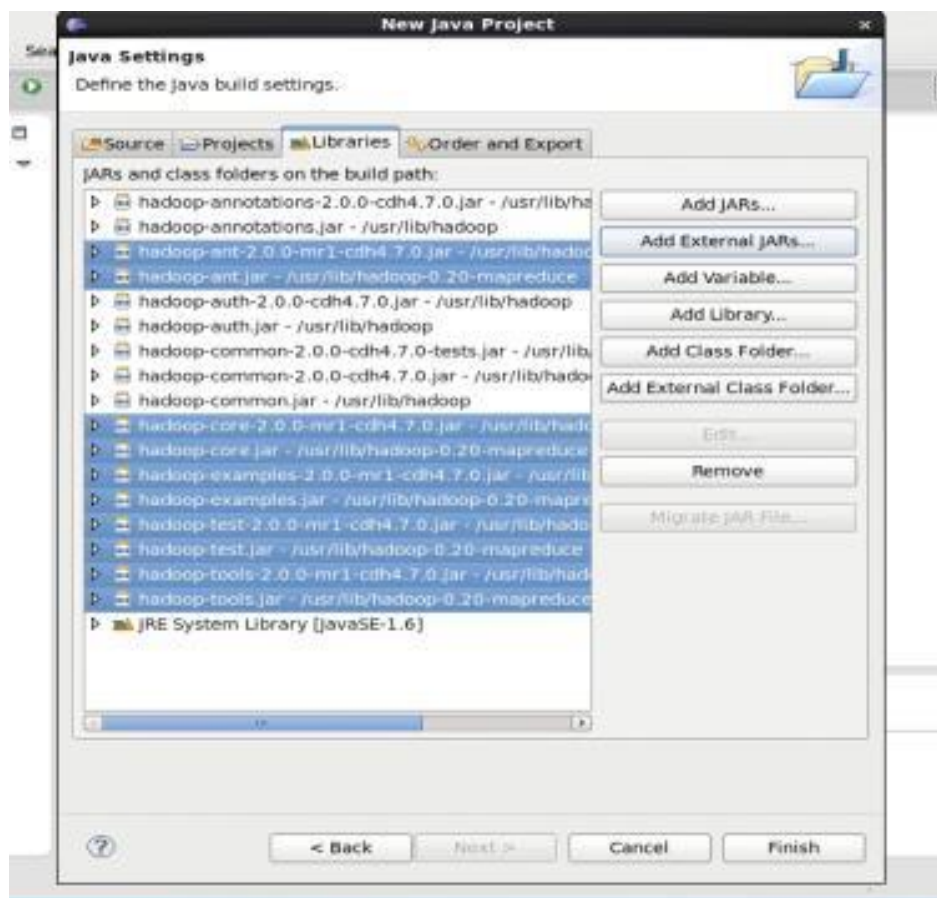 New Java Project
Java Settings
Define the Java build settings.
Source Projects Libraries Order and Export
JARs and class folders on the build path:
hadoop-annotations-2.0.0-cdh4.7.0.jar - /usr/lib/ha
hadoop-annotations.jar - /usr/lib/hadoop
hadoop-ant-2.0.0-mr1-cdh4.7.0.jar - /usr/lib/hadoo
hadoop-ant.jar - /usr/lib/hadoop-0.20-mapreduce
hadoop-auth-2.0.0-cdh4.7.0.jar - /usr/lib/hadoop
hadoop-auth.jar - /usr/lib/hadoop
hadoop-common-2.0.0-cdh4.7.0-tests.jar - /usr/lib/
hadoop-common-2.0.0-cdh4.7.0.jar - /usr/lib/hadoo
hadoop-common.jar - /usr/lib/hadoop
hadoop-core-2.0.0-mr1-cdh4.7.0.jar - /usr/lib/hado
hadoop-core.jar - /usr/lib/hadoop-0.20-mapreduce
hadoop-examples-2.0.0-mr1-cdh4.7.0.jar - /usr/lib
hadoop-examples.jar - /usr/lib/hadoop-0.20-mapre
hadoop-test-2.0.0-mr1-cdh4.7.0.jar - /usr/lib/hado
hadoop-test.jar - /usr/lib/hadoop-0.20-mapreduce
hadoop-tools-2.0.0-mr1-cdh4.7.0.jar - /usr/lib/had
hadoop-tools.jar - /usr/lib/hadoop-0.20-mapreduce
JRE System Library [JavaSE-1.6]
Add JARs...
Add External JARs...
Add Variable...
Add Library...
Add Class Folder...
Add External Class Folder...
Edit...
Remove
Migrate JAR File...
< Back Next > Cancel Finish